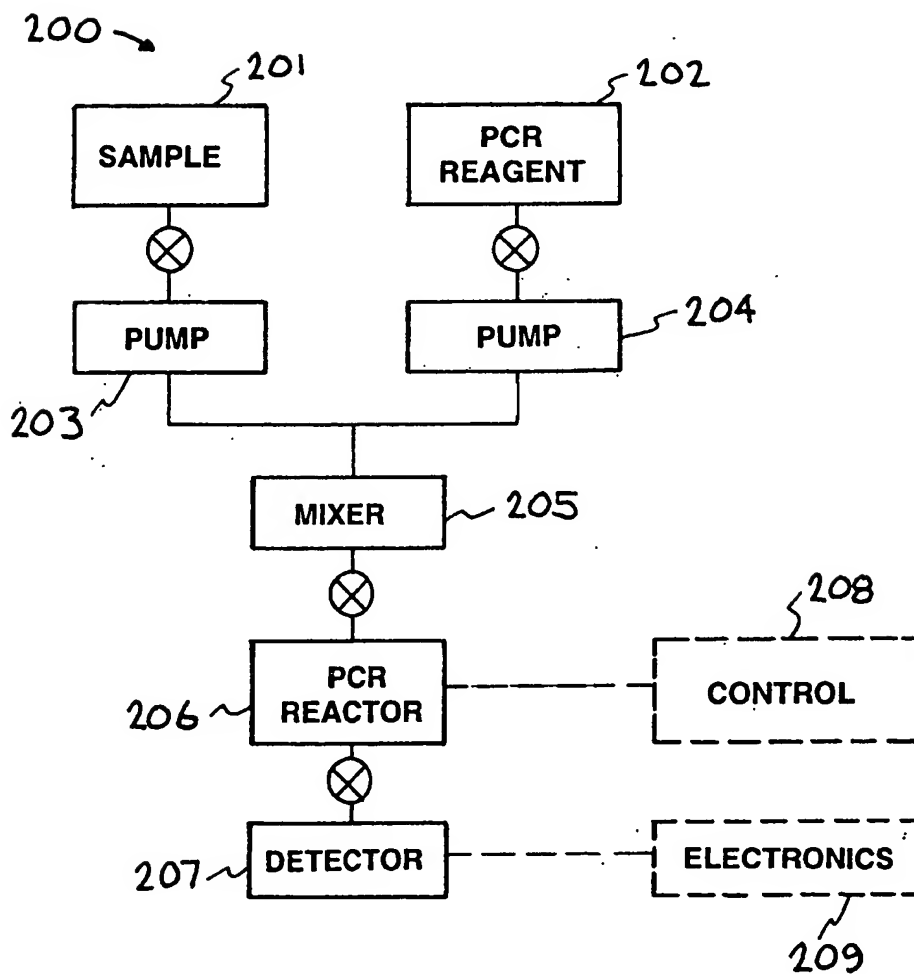 200
201
202
SAMPLE
PCR
REAGENT
PUMP
PUMP
204
203
MIXER
205
208
PCR
REACTOR
CONTROL
206
DETECTOR
ELECTRONICS
207
209